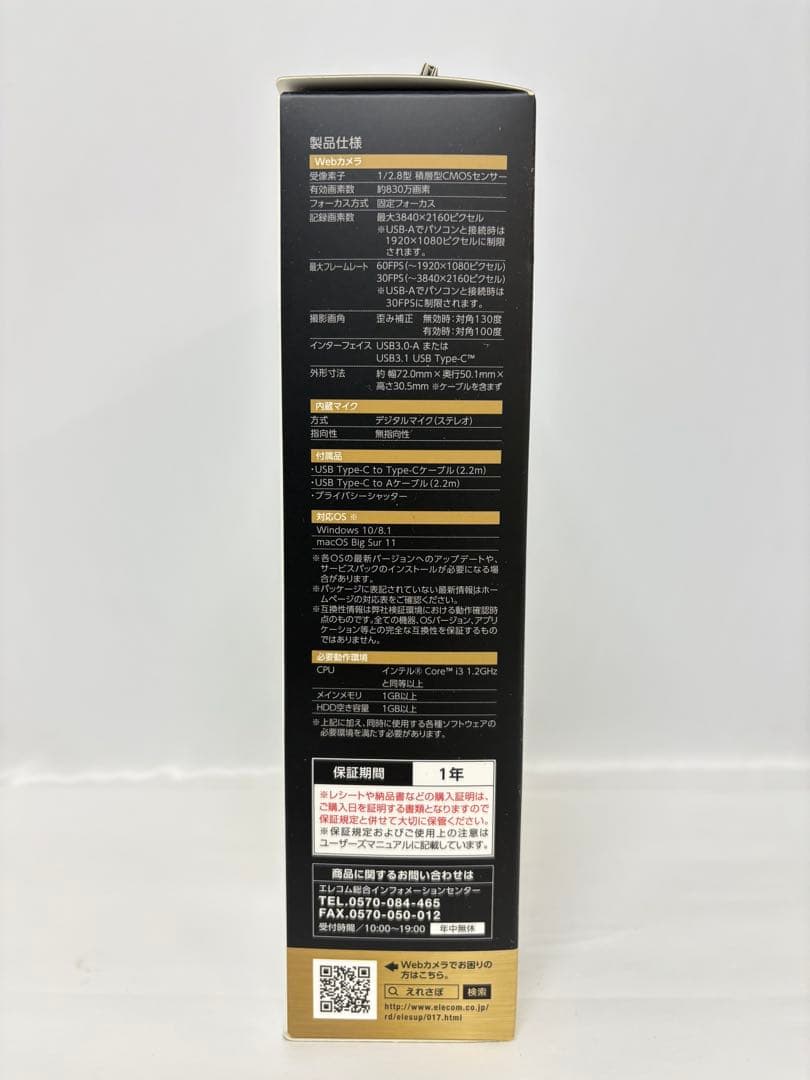 製品仕様
Webカメラ
受像素子 1/2.8型 積層型CMOSセンサー
有効画素数 約830万画素
フォーカス方式 固定フォーカス
記録画素数 最大3840×2160ピクセル
※USB-Aでパソコンと接続時は
1920×1080ピクセルに制限
されます。
最大フレームレート 60FPS(～1920×1080ピクセル)
30FPS(～3840×2160ピクセル)
※USB-Aでパソコンと接続時は
30FPSに制限されます。
撮影画角 歪み補正 無効時：対角130度
有効時：対角100度
インターフェイス USB3.0-A または
USB3.1 USB Type-C™
外形寸法 約 幅72.0mm×奥行50.1mm×
高さ30.5mm ※ケーブルを含まず
内蔵マイク
方式 デジタルマイク(ステレオ)
指向性 無指向性
付属品
・USB Type-C to Type-Cケーブル(2.2m)
・USB Type-C to Aケーブル(2.2m)
・プライバシーシャッター
対応OS ※
Windows 10/8.1
macOS Big Sur 11
※各OSの最新バージョンへのアップデートや、
サービスパックのインストールが必要になる場
合があります。
※パッケージに表記されていない最新情報はホー
ムページの対応表をご確認ください。
※互換性情報は弊社検証環境における動作確認時
点のものです。全ての機器、OSバージョン、アプリ
ケーション等との完全な互換性を保証するもの
ではありません。
必要動作環境
CPU インテル® Core™ i3 1.2GHz
と同等以上
メインメモリ 1GB以上
HDD空き容量 1GB以上
※上記に加え、同時に使用する各種ソフトウェアの
必要環境を満たす必要があります。
保証期間 1年
※レシートや納品書などの購入証明は、
ご購入日を証明する書類となりますので
保証規定と併せて大切に保管ください。
※保証規定およびご使用上の注意は
ユーザーズマニュアルに記載しています。
商品に関するお問い合わせは
エレコム総合インフォメーションセンター
TEL.0570-084-465
FAX.0570-050-012
受付時間／10:00～19:00 年中無休
Webカメラでお困りの
方はこちら。
えれさぽ 検索
http://www.elecom.co.jp/
rd/elesup/017.html